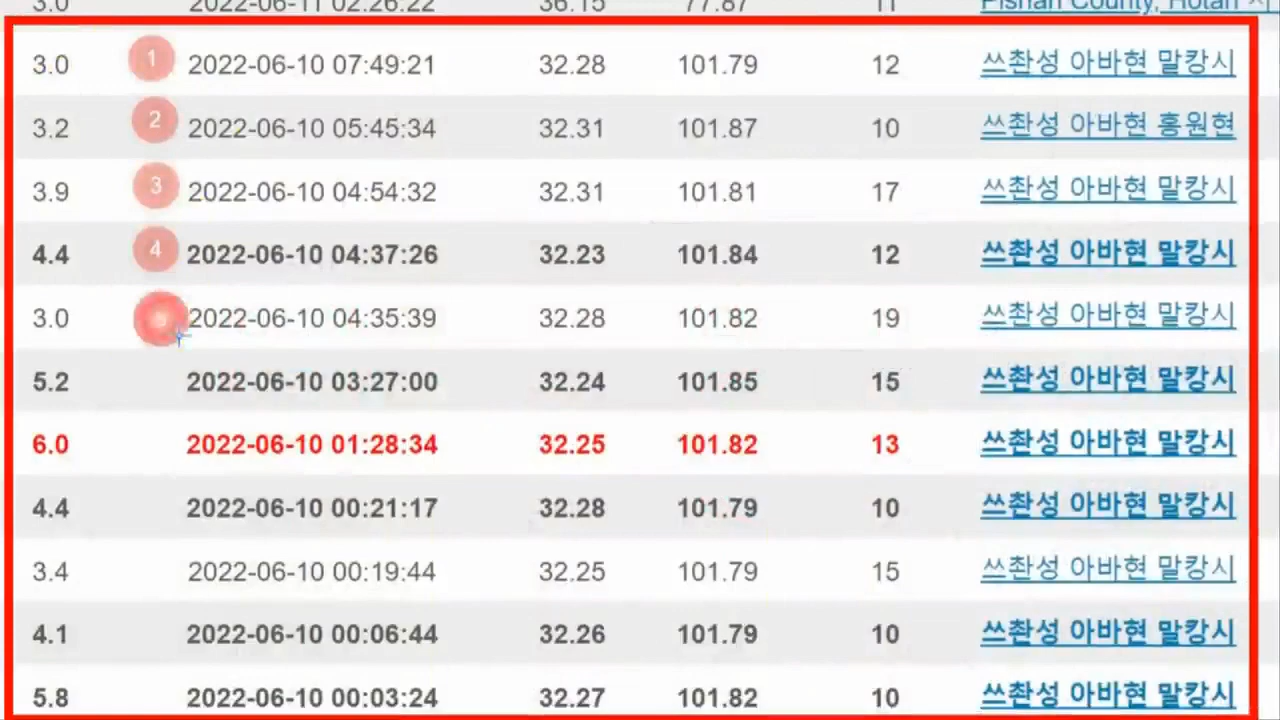 3.0 2022-06-11 02:26:22 36.15 77.87 11 Pishan County, Hotan
3.0 1 2022-06-10 07:49:21 32.28 101.79 12 쓰촨성 아바현 말캉시
3.2 2 2022-06-10 05:45:34 32.31 101.87 10 쓰촨성 아바현 홍원현
3.9 3 2022-06-10 04:54:32 32.31 101.81 17 쓰촨성 아바현 말캉시
4.4 4 2022-06-10 04:37:26 32.23 101.84 12 쓰촨성 아바현 말캉시
3.0 2022-06-10 04:35:39 32.28 101.82 19 쓰촨성 아바현 말캉시
5.2 2022-06-10 03:27:00 32.24 101.85 15 쓰촨성 아바현 말캉시
6.0 2022-06-10 01:28:34 32.25 101.82 13 쓰촨성 아바현 말캉시
4.4 2022-06-10 00:21:17 32.28 101.79 10 쓰촨성 아바현 말캉시
3.4 2022-06-10 00:19:44 32.25 101.79 15 쓰촨성 아바현 말캉시
4.1 2022-06-10 00:06:44 32.26 101.79 10 쓰촨성 아바현 말캉시
5.8 2022-06-10 00:03:24 32.27 101.82 10 쓰촨성 아바현 말캉시